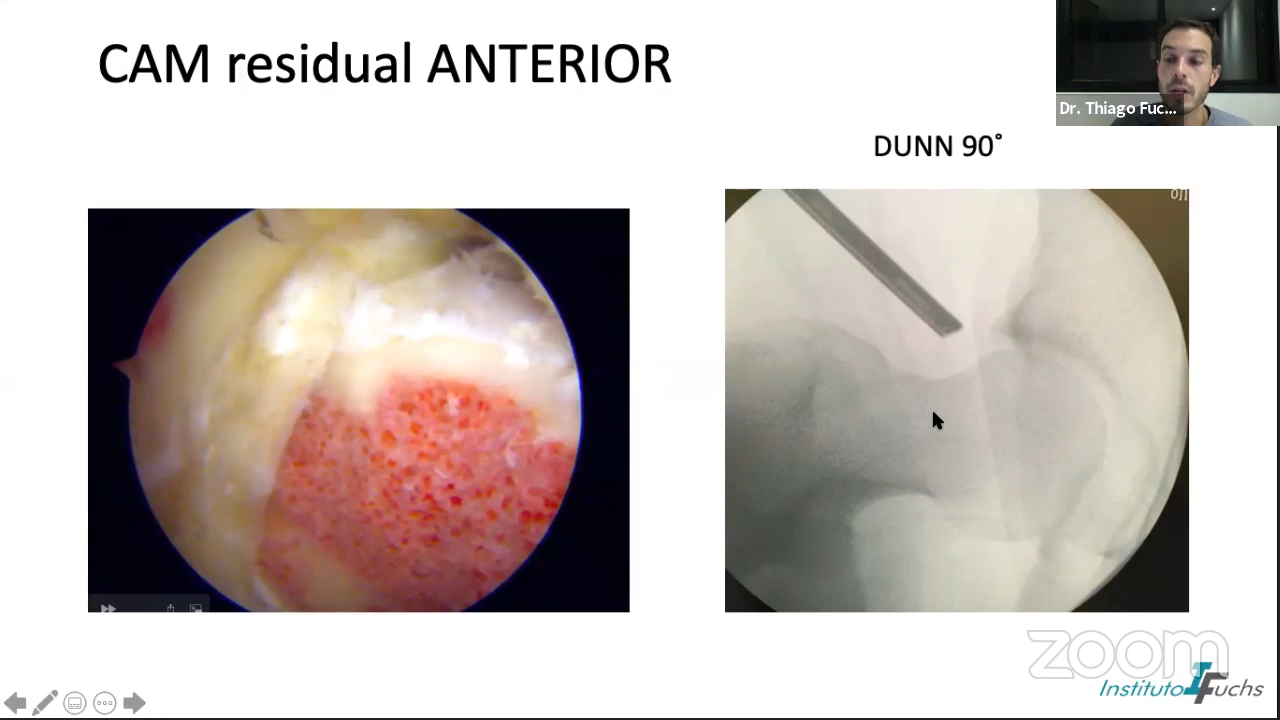 CAM residual ANTERIOR
Dr. Thiago Fuc...
DUNN 90°
zoom
Instituto Fuchs